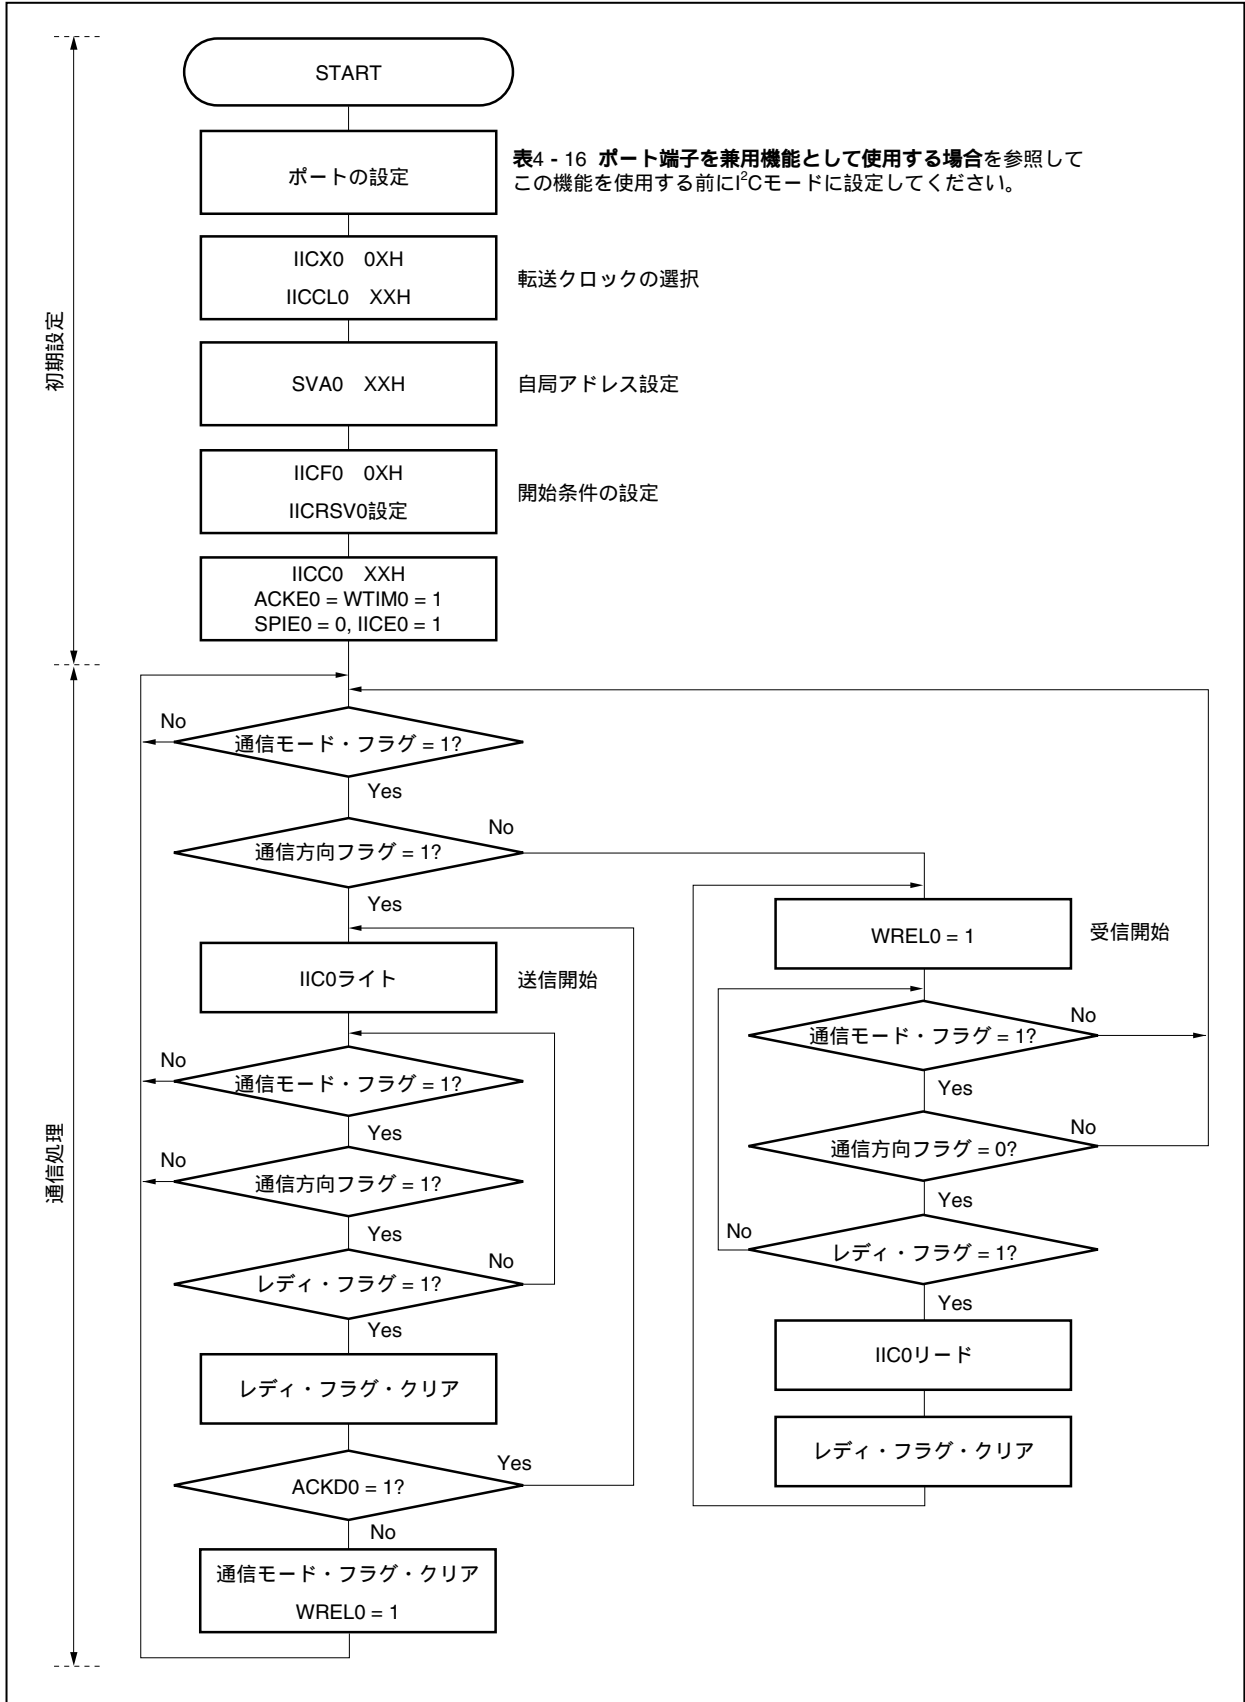 START
ポートの設定
表4 - 16 ポート端子を兼用機能として使用する場合を参照して
この機能を使用する前にI²Cモードに設定してください。
IICX0 0XH
IICCL0 XXH
転送クロックの選択
初期設定
SVA0 XXH
自局アドレス設定
IICF0 0XH
IICRSV0設定
開始条件の設定
IICC0 XXH
ACKE0 = WTIM0 = 1
SPIE0 = 0, IICE0 = 1
No
通信モード・フラグ = 1?
Yes
No
通信方向フラグ = 1?
Yes
IIC0ライト
送信開始
No
通信モード・フラグ = 1?
Yes
No
通信方向フラグ = 1?
Yes
No
レディ・フラグ = 1?
Yes
レディ・フラグ・クリア
Yes
ACKD0 = 1?
No
通信モード・フラグ・クリア
WREL0 = 1
通信処理
WREL0 = 1
受信開始
No
通信モード・フラグ = 1?
Yes
No
通信方向フラグ = 0?
Yes
No
レディ・フラグ = 1?
Yes
IIC0リード
レディ・フラグ・クリア